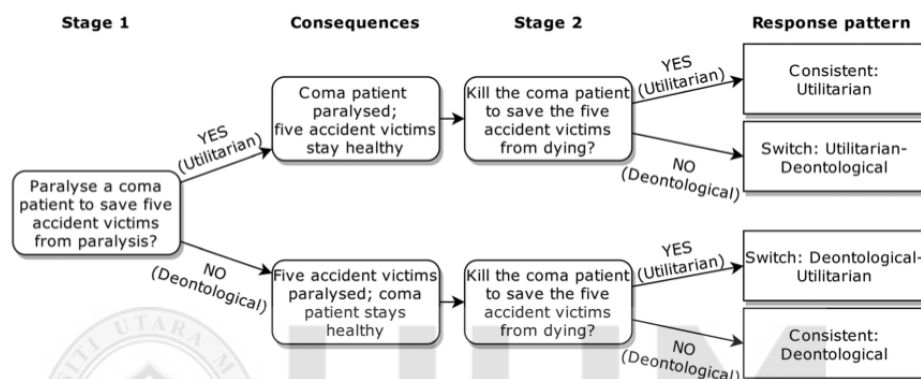 Stage 1
Consequences
Stage 2
Response pattern
Paralyse a coma
patient to save five
accident victims
from paralysis?
YES
(Utilitarian)
NO
(Deontological)
Coma patient
paralysed;
five accident victims
stay healthy
Kill the coma patient
to save the five
accident victims
from dying?
YES
(Utilitarian)
NO
(Deontological)
Consistent:
Utilitarian
Switch: Utilitarian-
Deontological
Five accident victims
paralysed; coma
patient stays
healthy
Kill the coma patient
to save the five
accident victims
from dying?
YES
(Utilitarian)
NO
(Deontological)
Switch: Deontological-
Utilitarian
Consistent:
Deontological
SITI UTARA M
UUM